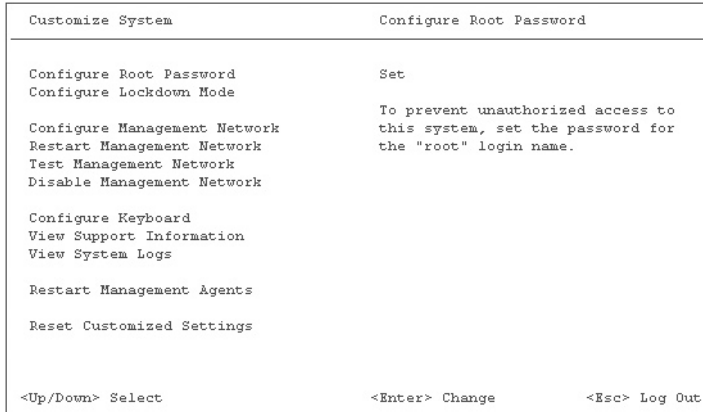 Customize System
Configure Root Password
Configure Root Password
Configure Lockdown Mode
Configure Management Network
Restart Management Network
Test Management Network
Disable Management Network
Configure Keyboard
View Support Information
View System Logs
Restart Management Agents
Reset Customized Settings
Set
To prevent unauthorized access to
this system, set the password for
the "root" login name.
<Up/Down> Select
<Enter> Change
<Esc> Log Out